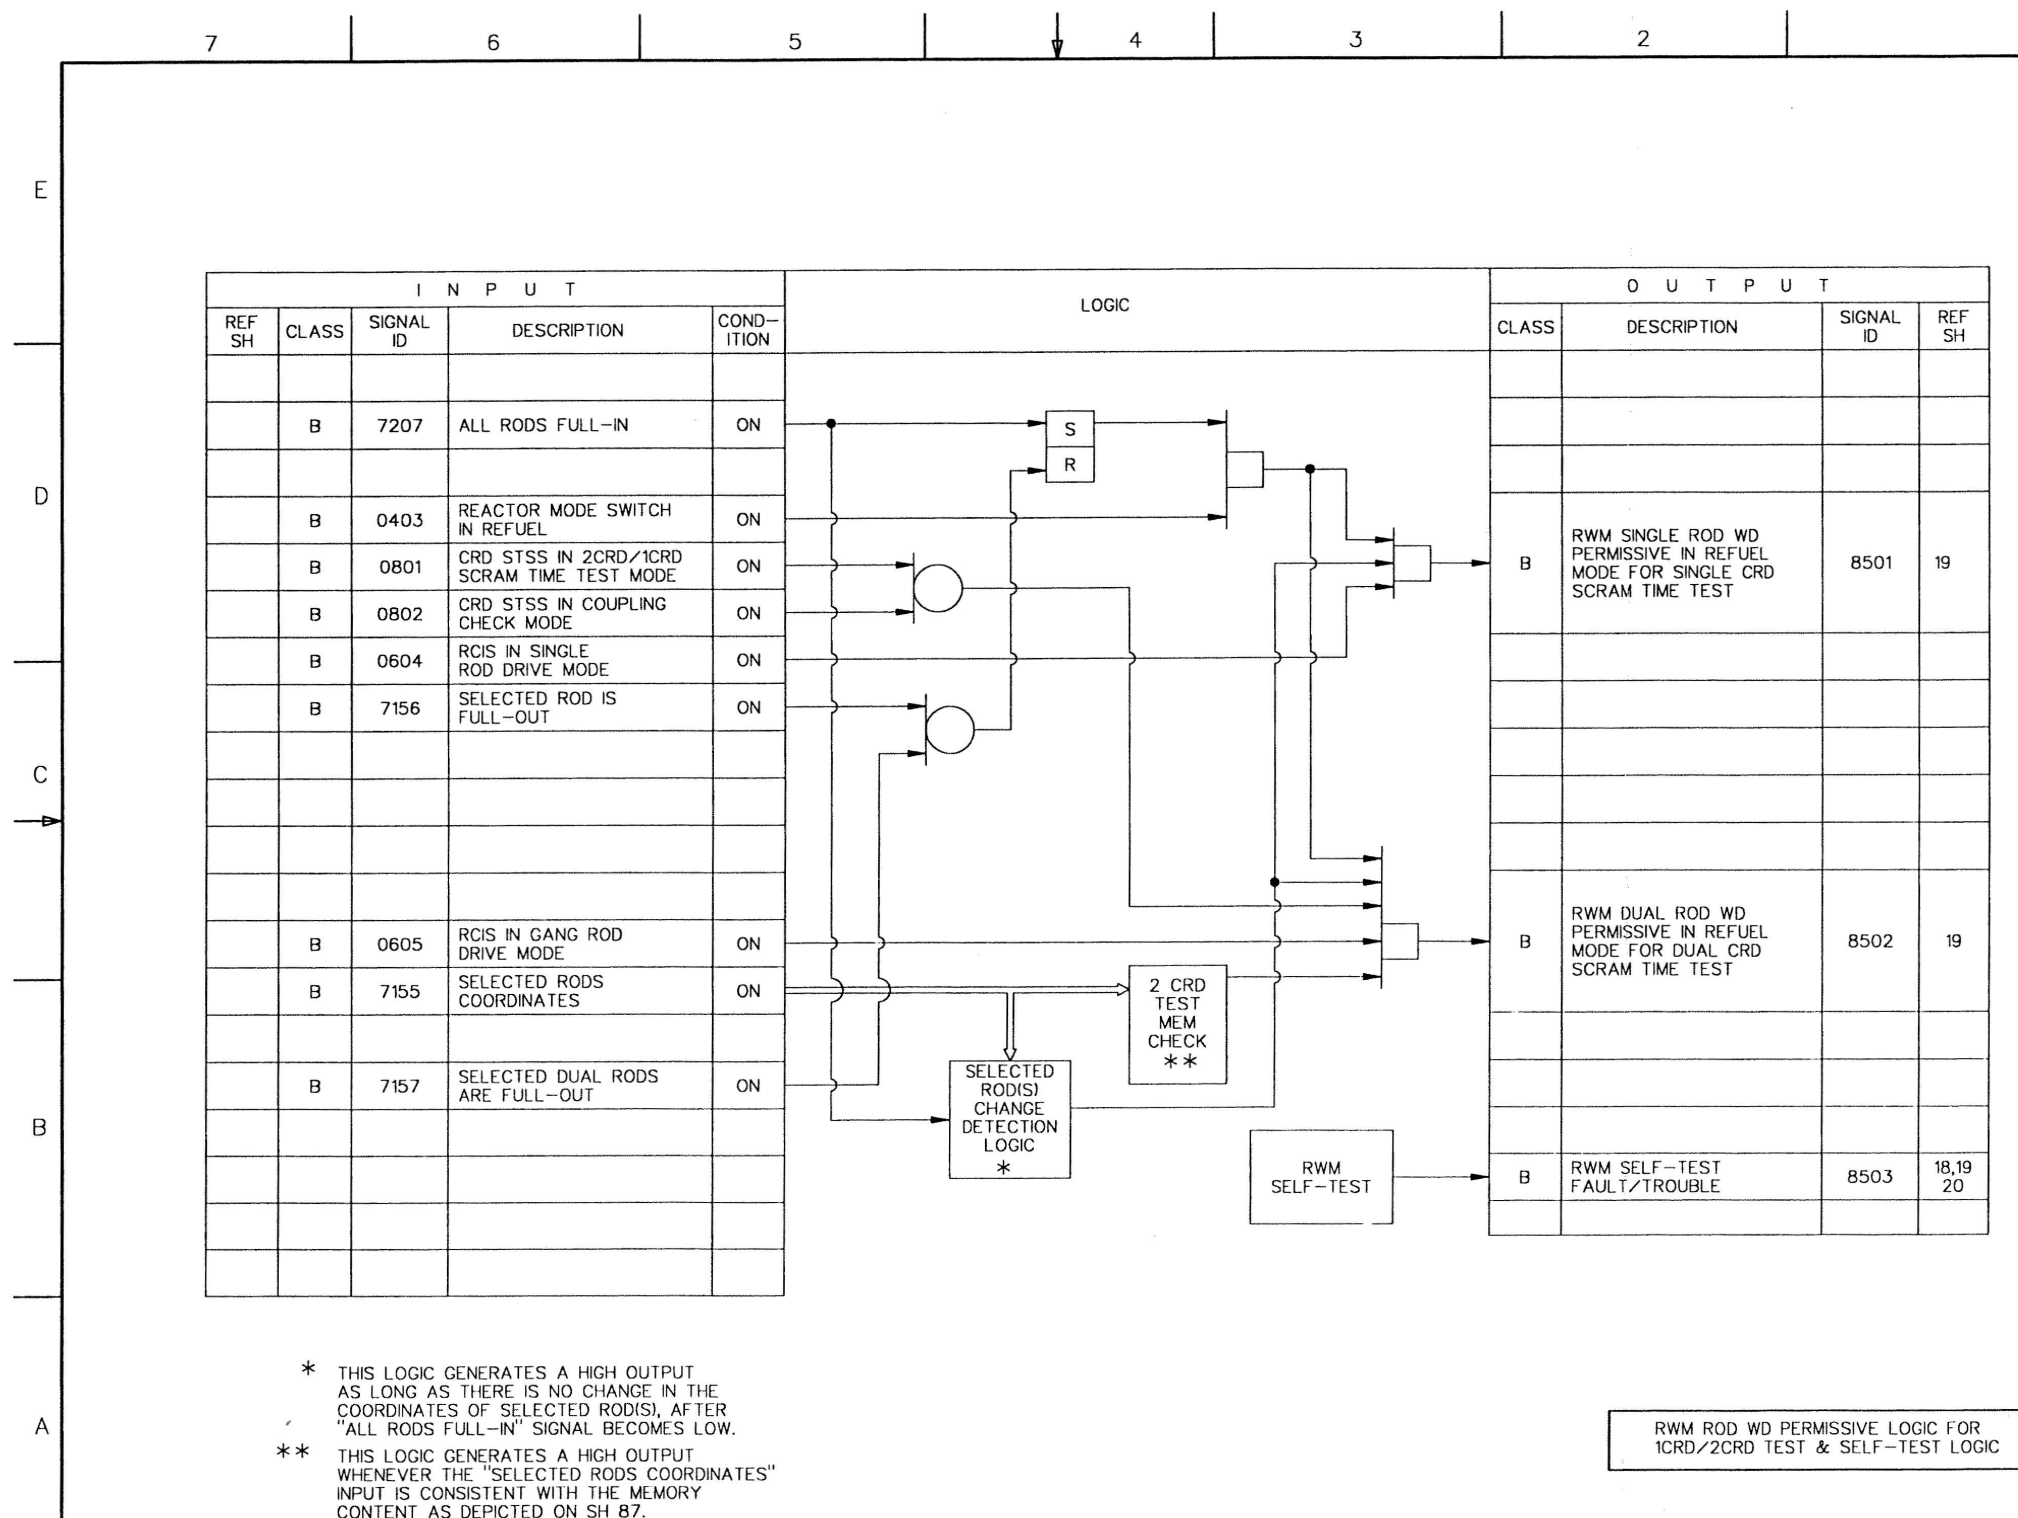 7 6 5 4 3 2
E
D
C
B
A
I N P U T
LOGIC
O U T P U T
REF SH
CLASS
SIGNAL ID
DESCRIPTION
COND-ITION
CLASS
DESCRIPTION
SIGNAL ID
REF SH
B 7207 ALL RODS FULL-IN ON
B 0403 REACTOR MODE SWITCH
IN REFUEL ON
B 0801 CRD STSS IN 2CRD/1CRD
SCRAM TIME TEST MODE ON
B 0802 CRD STSS IN COUPLING
CHECK MODE ON
B 0604 RCIS IN SINGLE
ROD DRIVE MODE ON
B 7156 SELECTED ROD IS
FULL-OUT ON
B 0605 RCIS IN GANG ROD
DRIVE MODE ON
B 7155 SELECTED RODS
COORDINATES ON
B 7157 SELECTED DUAL RODS
ARE FULL-OUT ON
S
R
2 CRD
TEST
MEM
CHECK
**
SELECTED
ROD(S)
CHANGE
DETECTION
LOGIC
*
RWM
SELF-TEST
B RWM SINGLE ROD WD
PERMISSIVE IN REFUEL
MODE FOR SINGLE CRD
SCRAM TIME TEST 8501 19
B RWM DUAL ROD WD
PERMISSIVE IN REFUEL
MODE FOR DUAL CRD
SCRAM TIME TEST 8502 19
B RWM SELF-TEST
FAULT/TROUBLE 8503 18,19
20
* THIS LOGIC GENERATES A HIGH OUTPUT
AS LONG AS THERE IS NO CHANGE IN THE
COORDINATES OF SELECTED ROD(S), AFTER
"ALL RODS FULL-IN" SIGNAL BECOMES LOW.
** THIS LOGIC GENERATES A HIGH OUTPUT
WHENEVER THE "SELECTED RODS COORDINATES"
INPUT IS CONSISTENT WITH THE MEMORY
CONTENT AS DEPICTED ON SH 87.
RWM ROD WD PERMISSIVE LOGIC FOR
1CRD/2CRD TEST & SELF-TEST LOGIC